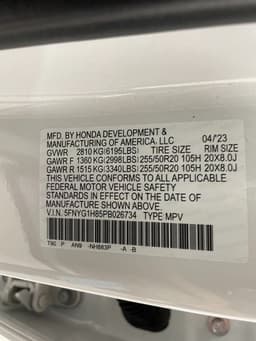 MFD. BY HONDA DEVELOPMENT &
MANUFACTURING OF AMERICA, LLC 04/23
GVWR 2810 KG(6195LBS) TIRE SIZE RIM SIZE
GAWR F 1360 KG(2998LBS) 255/50R20 105H 20X8.0J
GAWR R 1515 KG(3340LBS) 255/50R20 105H 20X8.0J
THIS VEHICLE CONFORMS TO ALL APPLICABLE
FEDERAL MOTOR VEHICLE SAFETY
STANDARDS IN EFFECT ON THE DATE OF
MANUFACTURE SHOWN ABOVE.
V.I.N. 5FNYG1H85PB026734 TYPE MPV
T90 P AN9 -NH883P -A -B